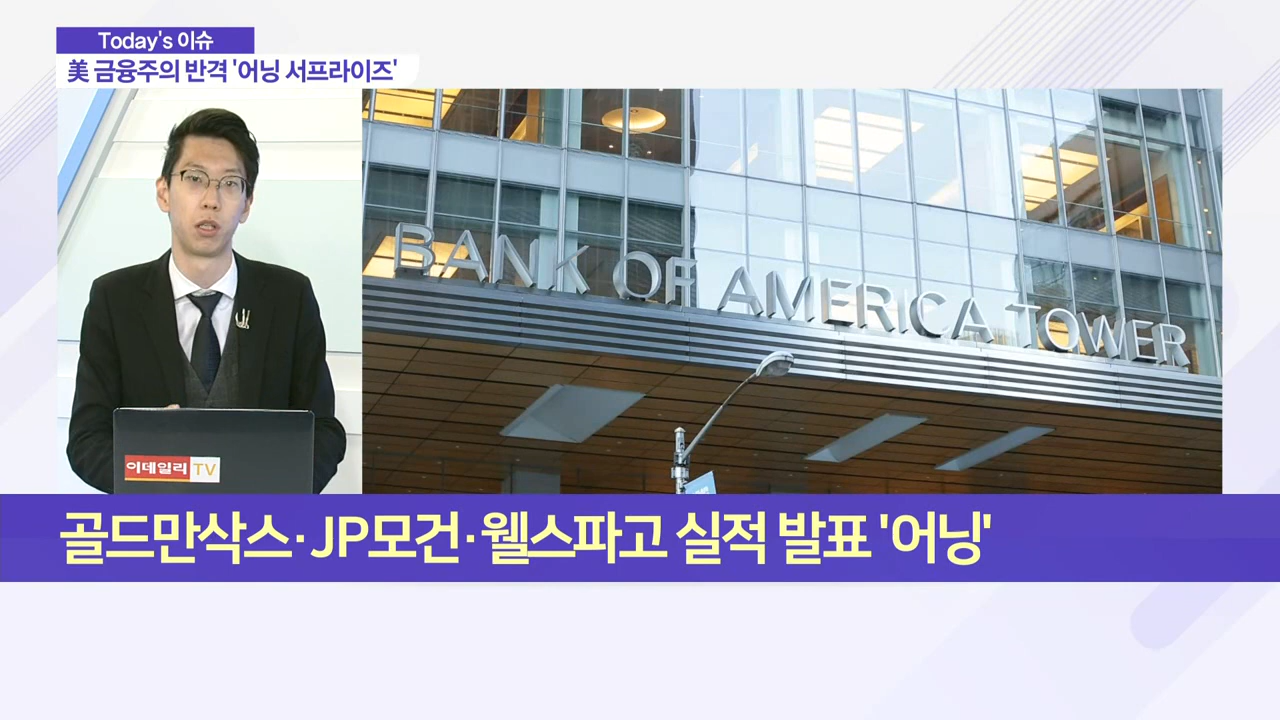 Today's 이슈
美 금융주의 반격 '어닝 서프라이즈'
BANK OF AMERICA TOWER
이데일리 TV
골드만삭스·JP모건·웰스파고 실적 발표 '어닝'